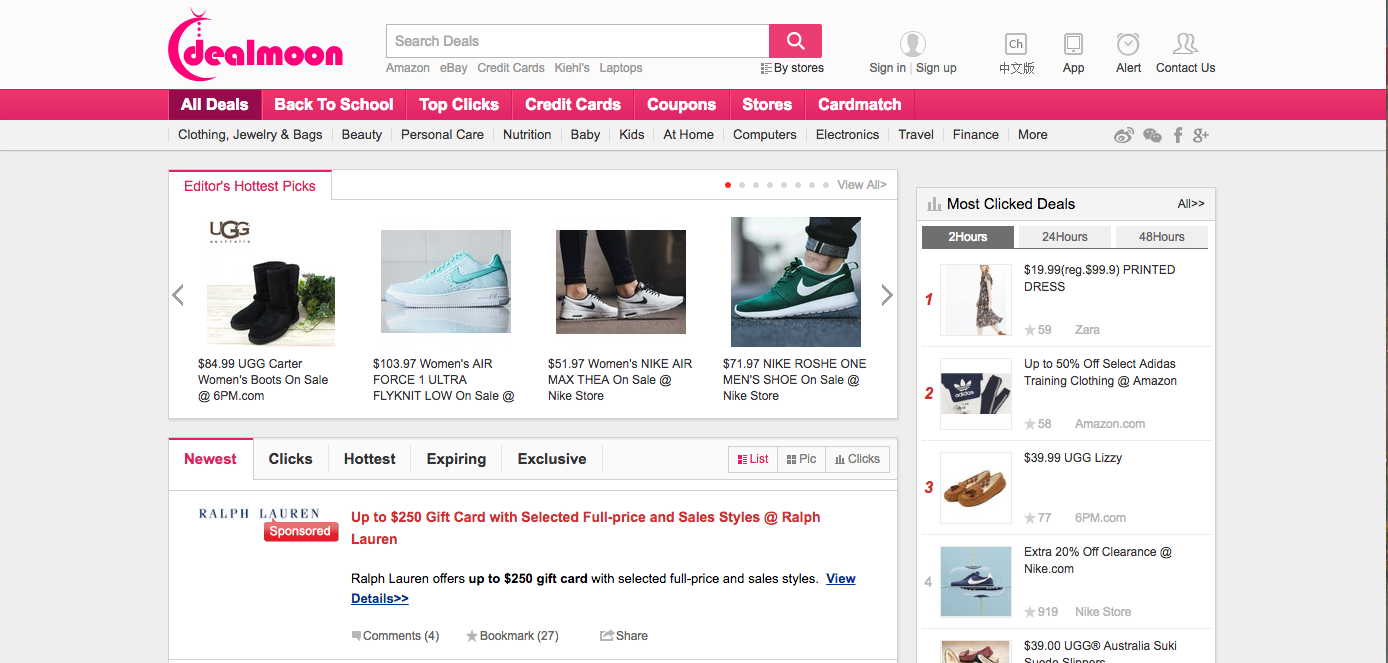 dealmoon
Search Deals
Amazon eBay Credit Cards Kiehl's Laptops
By stores
Sign in | Sign up
Ch
中文版
App
Alert
Contact Us
All Deals Back To School Top Clicks Credit Cards Coupons Stores Cardmatch
Clothing, Jewelry & Bags Beauty Personal Care Nutrition Baby Kids At Home Computers Electronics Travel Finance More
Editor's Hottest Picks
View All>
UGG
australia
$84.99 UGG Carter
Women's Boots On Sale
@ 6PM.com
$103.97 Women's AIR
FORCE 1 ULTRA
FLYKNIT LOW On Sale @
$51.97 Women's NIKE AIR
MAX THEA On Sale @
Nike Store
$71.97 NIKE ROSHE ONE
MEN'S SHOE On Sale @
Nike Store
Newest Clicks Hottest Expiring Exclusive
List Pic Clicks
RALPH LAUREN
Sponsored
Up to $250 Gift Card with Selected Full-price and Sales Styles @ Ralph
Lauren
Ralph Lauren offers up to $250 gift card with selected full-price and sales styles. View
Details>>
Comments (4) Bookmark (27) Share
Most Clicked Deals All>>
2Hours 24Hours 48Hours
1
$19.99(reg.$99.9) PRINTED
DRESS
59 Zara
2
adidas
Up to 50% Off Select Adidas
Training Clothing @ Amazon
58 Amazon.com
3
$39.99 UGG Lizzy
77 6PM.com
4
Extra 20% Off Clearance @
Nike.com
919 Nike Store
$39.00 UGG® Australia Suki
Suede Slippers